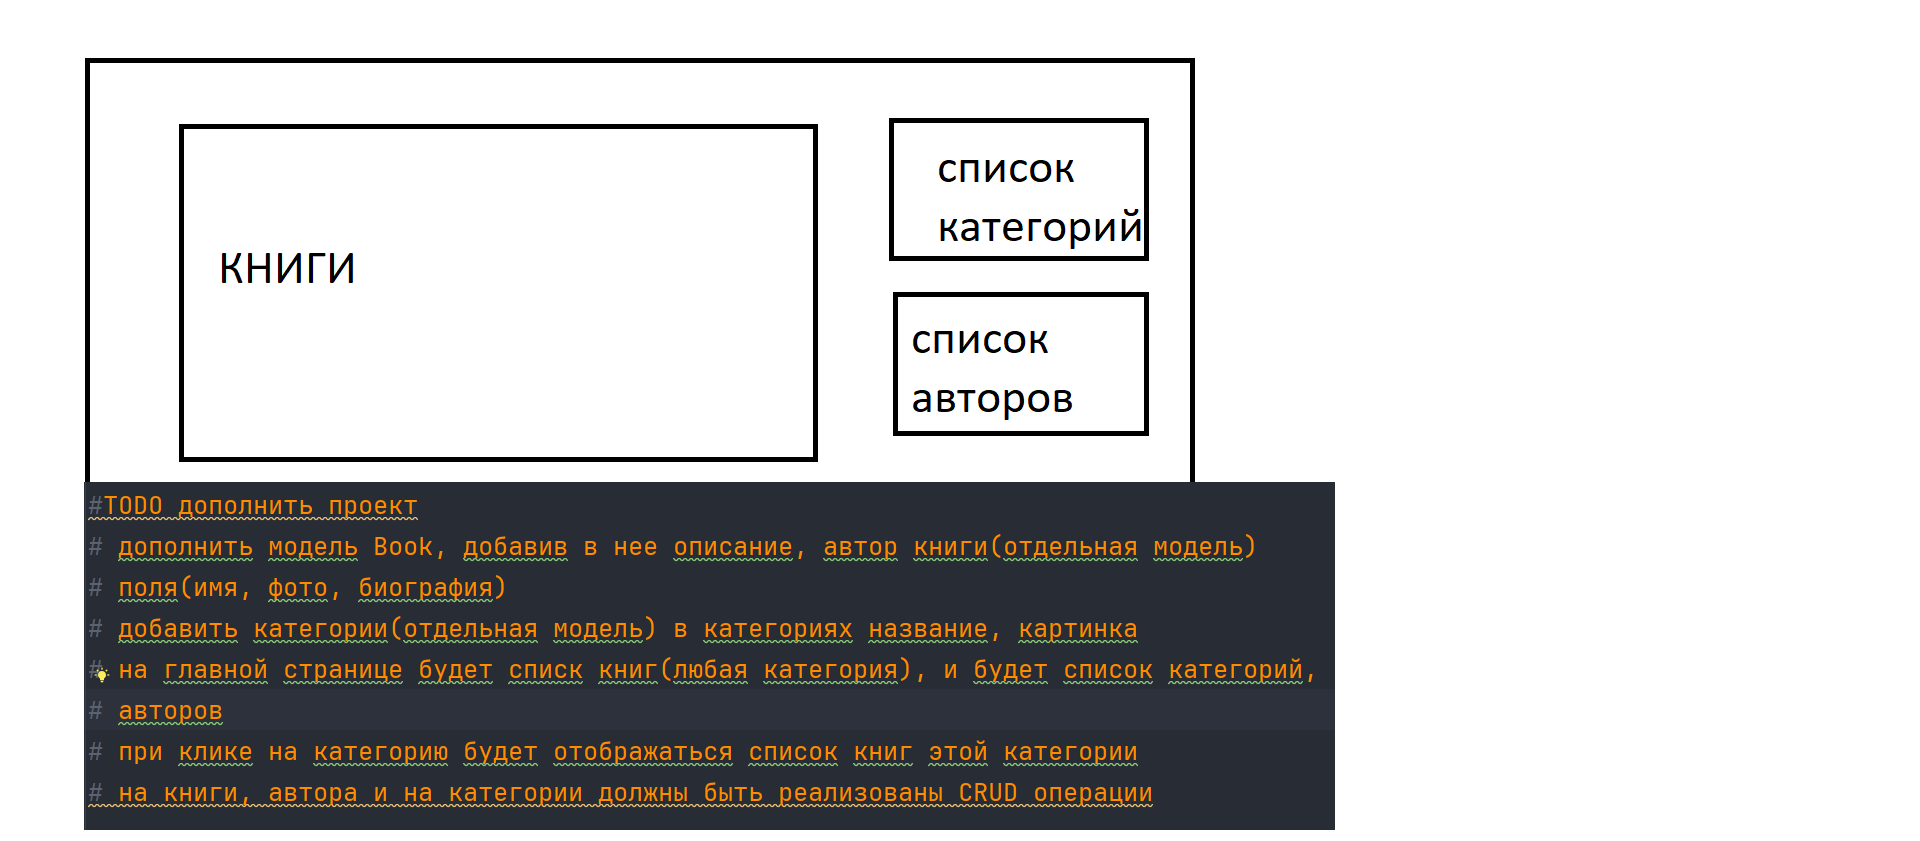 КНИГИ
список
категорий
список
авторов
#TODO дополнить проект
# дополнить модель Book, добавив в нее описание, автор книги(отдельная модель)
# поля(имя, фото, биография)
# добавить категории(отдельная модель) в категориях название, картинка
# на главной странице будет списк книг(любая категория), и будет список категорий,
# авторов
# при клике на категорию будет отображаться список книг этой категории
# на книги, автора и на категории должны быть реализованы CRUD операции